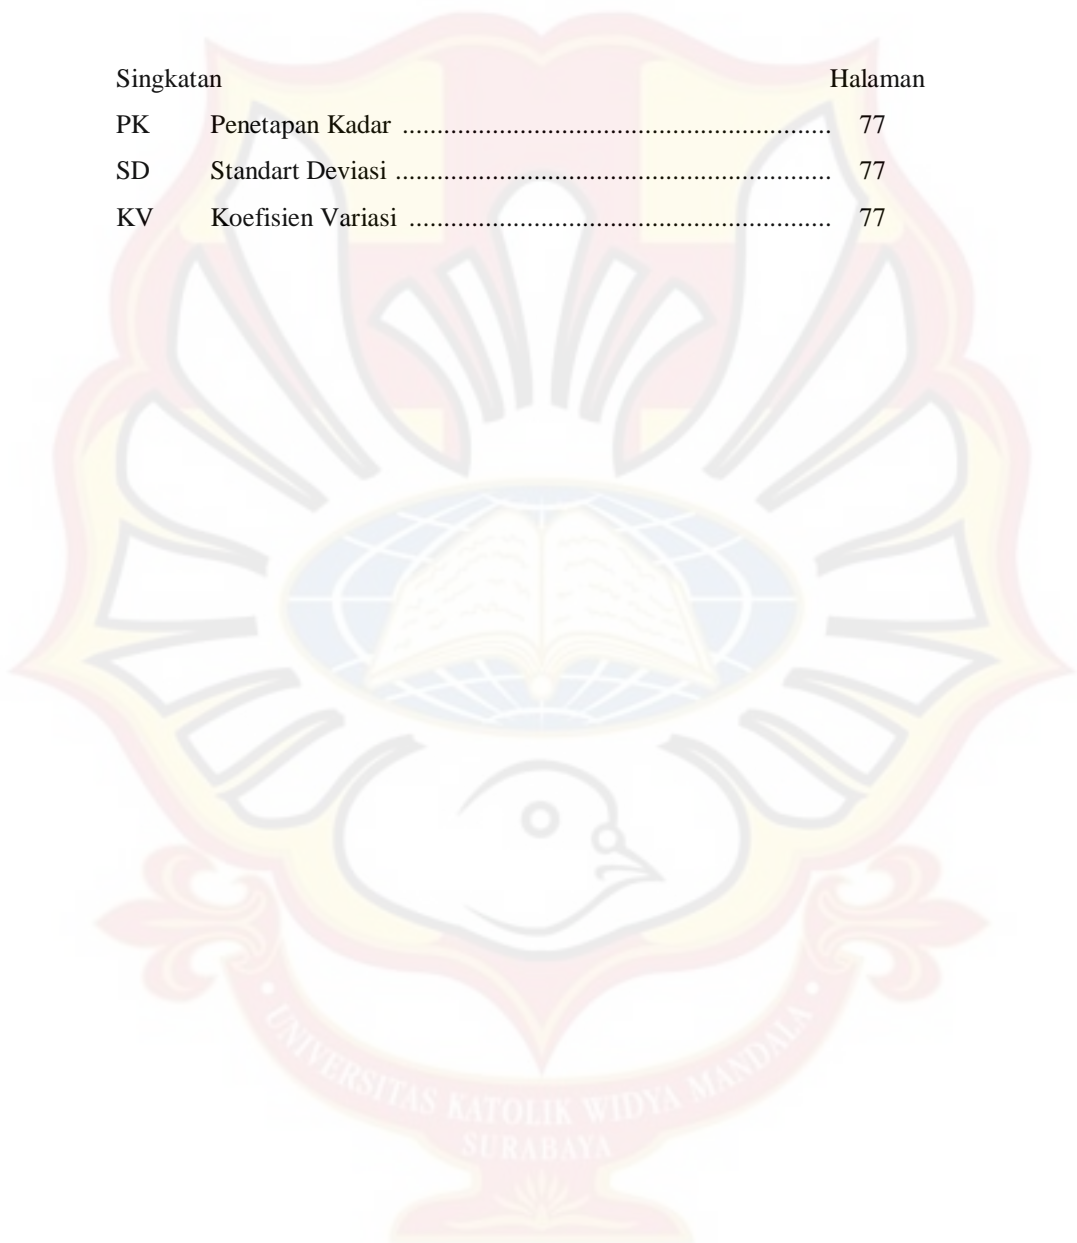 Singkatan Halaman
PK Penetapan Kadar ................................................................ 77
SD Standart Deviasi ................................................................. 77
KV Koefisien Variasi ............................................................... 77
• UNIVERSITAS KATOLIK WIDYA MANDALA •
SURABAYA